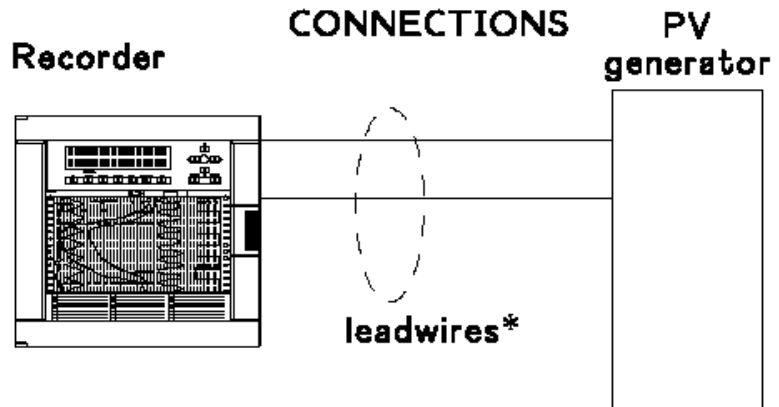 CONNECTIONS
Recorder
PV
generator
leadwires*